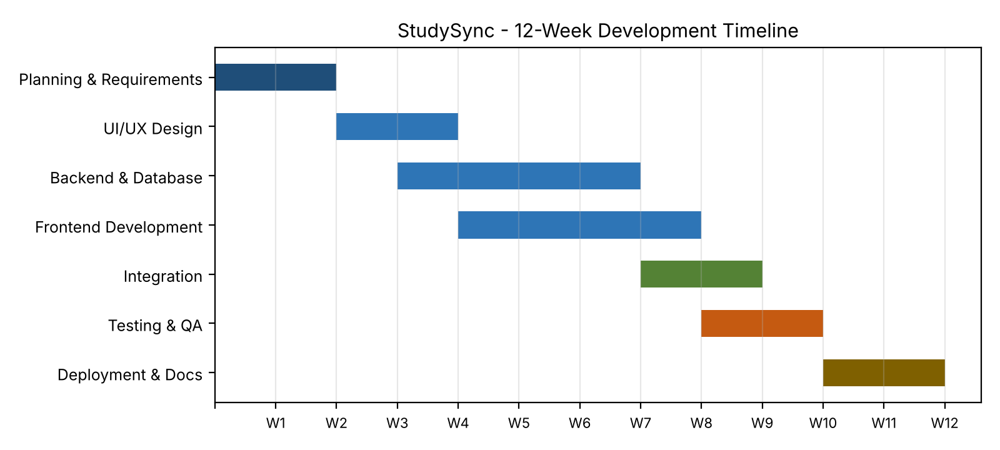 StudySync - 12-Week Development Timeline
Planning & Requirements
UI/UX Design
Backend & Database
Frontend Development
Integration
Testing & QA
Deployment & Docs
W1 W2 W3 W4 W5 W6 W7 W8 W9 W10 W11 W12